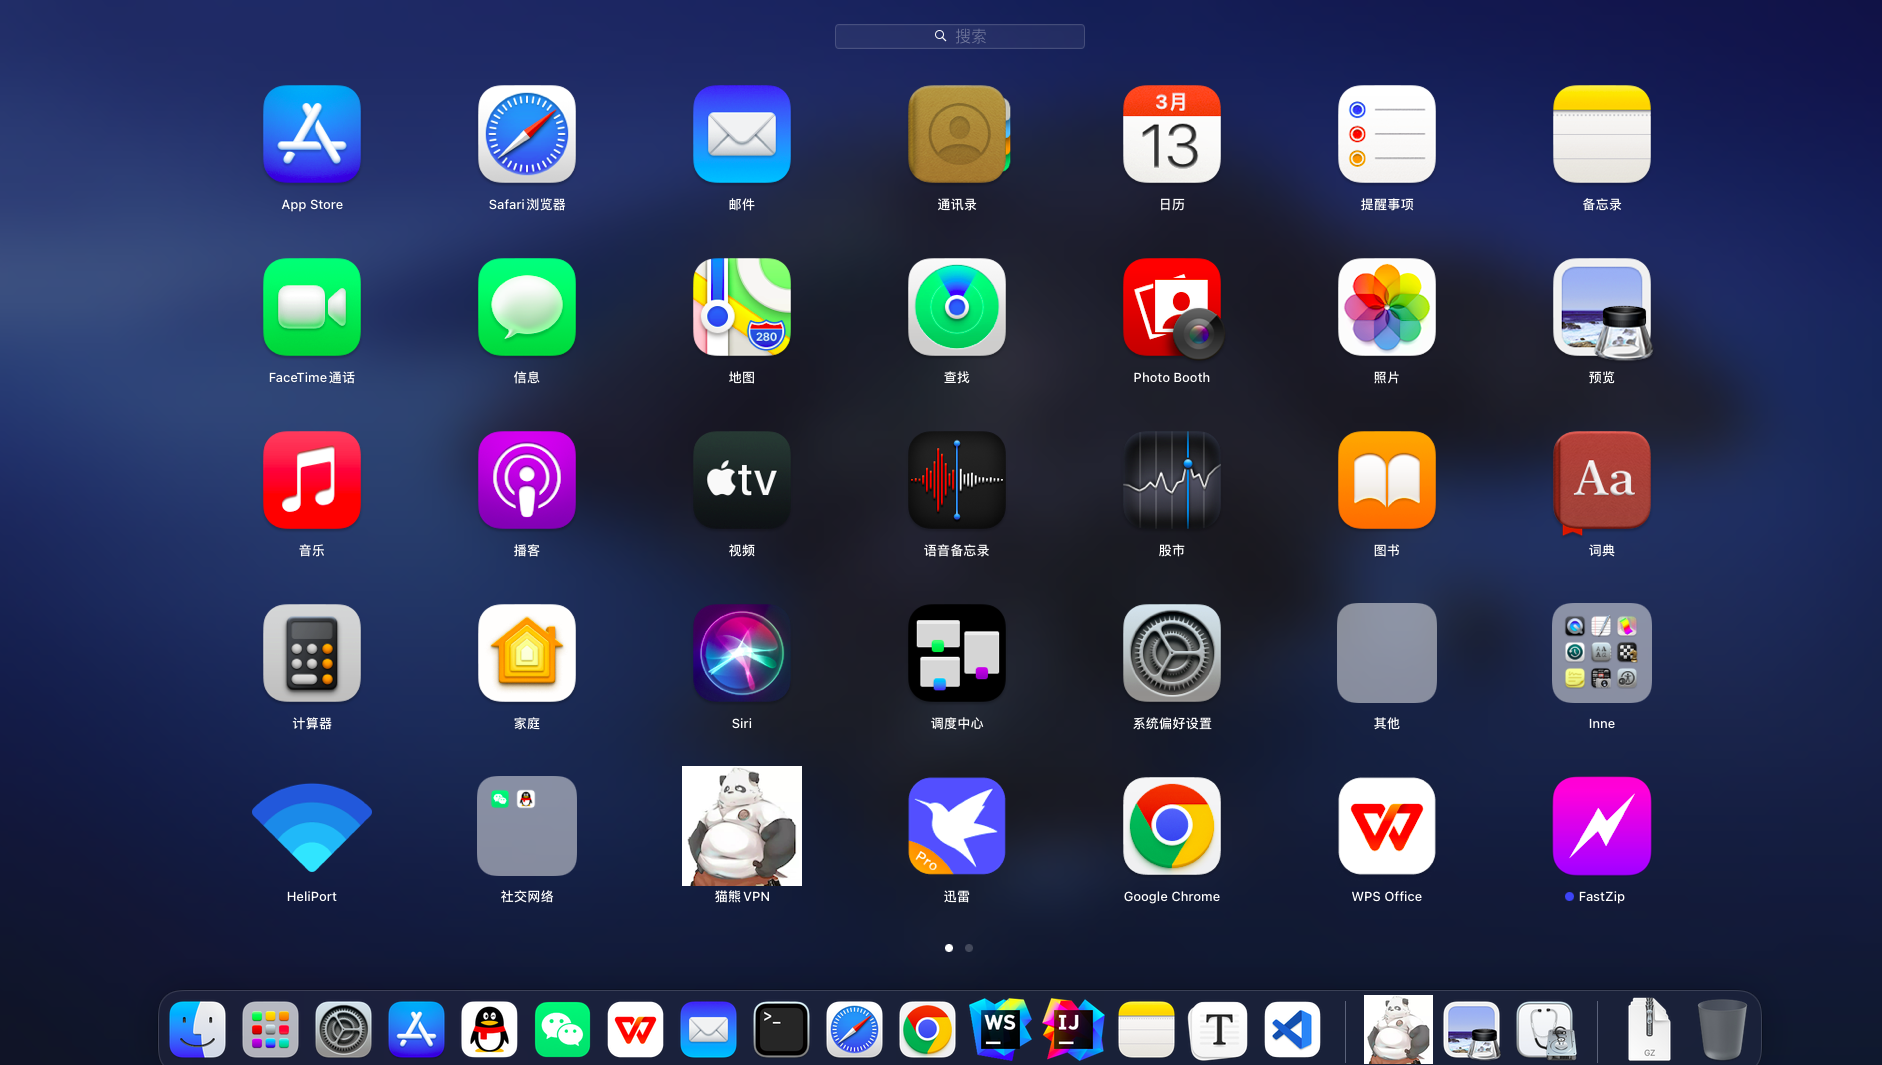 搜索
3月
13
App Store
Safari浏览器
邮件
通讯录
日历
提醒事项
备忘录
280
FaceTime通话
信息
地图
查找
Photo Booth
照片
预览
tv
Aa
音乐
播客
视频
语音备忘录
股市
图书
词典
计算器
家庭
Siri
调度中心
系统偏好设置
其他
Inne
Pro
HeliPort
社交网络
猫熊VPN
迅雷
Google Chrome
WPS Office
FastZip
>_
WS
IJ
T
GZ